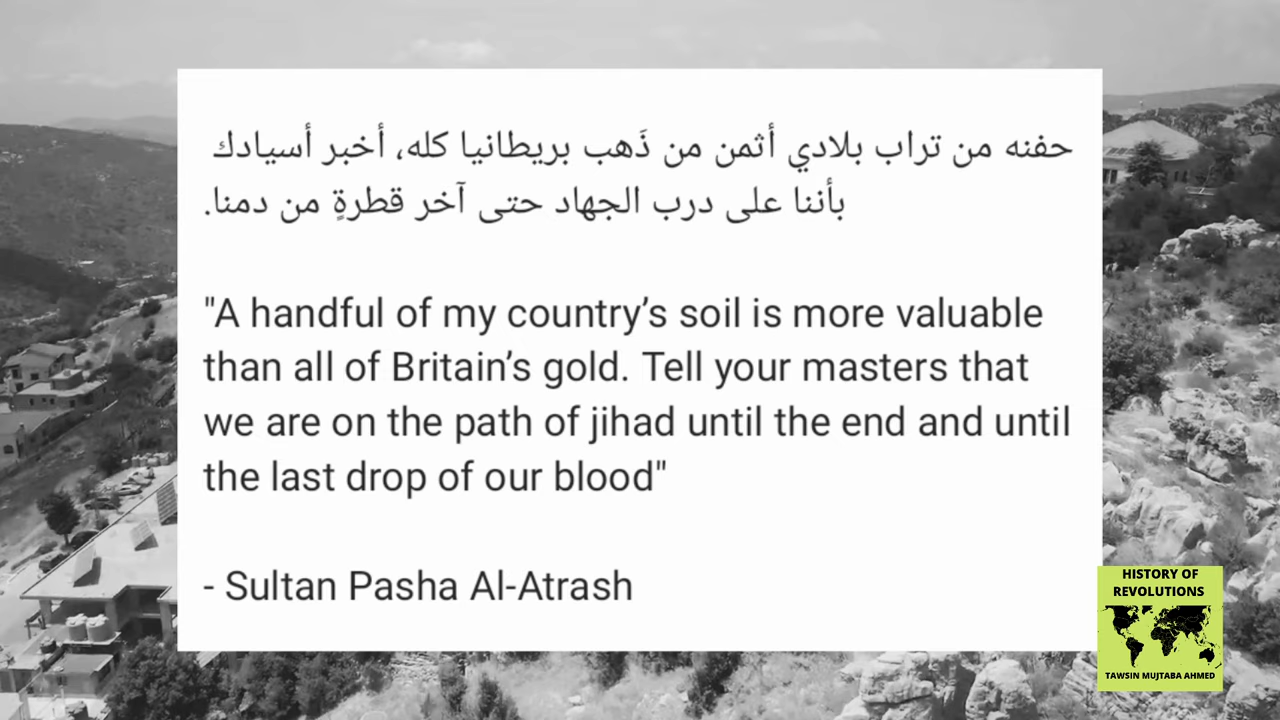 حفنه من تراب بلادي أثمن من ذَهب بريطانيا كله، أخبر أسيادك
بأننا على درب الجهاد حتى آخر قطرةٍ من دمنا.
"A handful of my country’s soil is more valuable
than all of Britain’s gold. Tell your masters that
we are on the path of jihad until the end and until
the last drop of our blood"
- Sultan Pasha Al-Atrash
HISTORY OF
REVOLUTIONS
TAWSIN MUJTABA AHMED